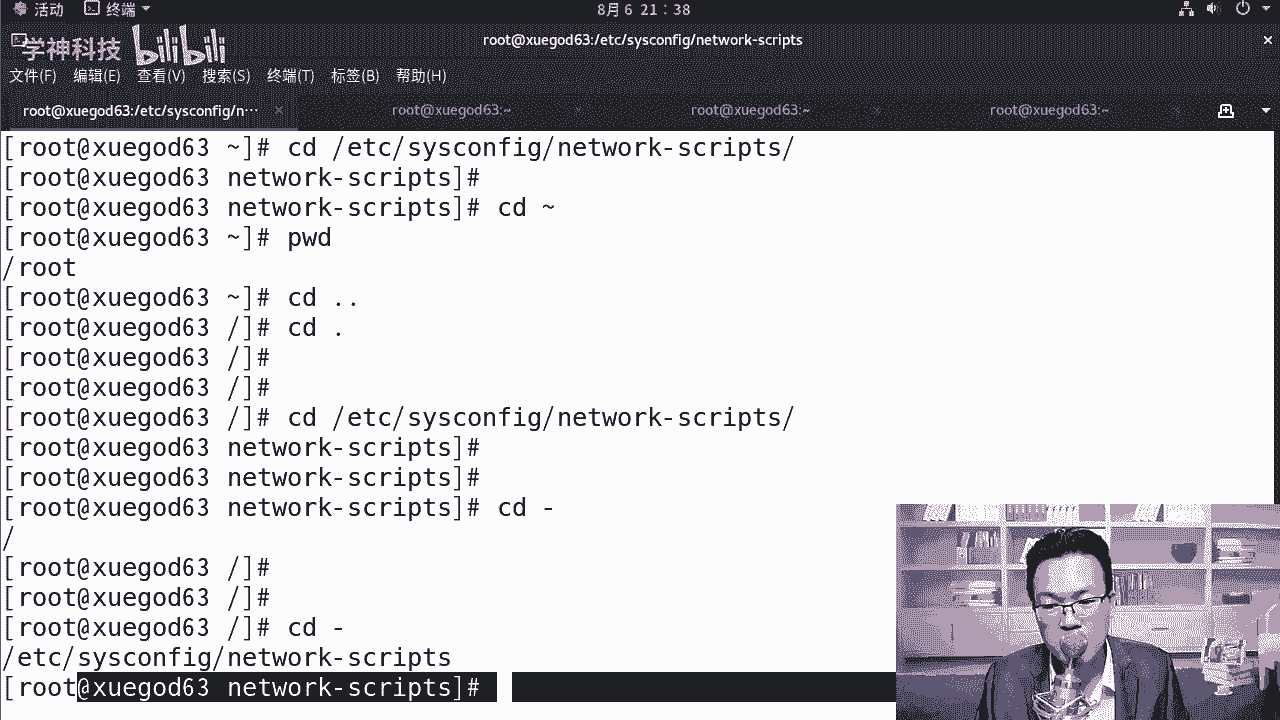 活动 终端 8月6 21：38
学神科技 bilibili
root@xuegod63:/etc/sysconfig/network-scripts ×
文件(F) 编辑(E) 查看(V) 搜索(S) 终端(T) 标签(B) 帮助(H)
root@xuegod63:/etc/sysconfig/n··· × root@xuegod63:~ root@xuegod63:~ root@xuegod63:~
[root@xuegod63 ~]# cd /etc/sysconfig/network-scripts/
[root@xuegod63 network-scripts]#
[root@xuegod63 network-scripts]# cd ~
[root@xuegod63 ~]# pwd
/root
[root@xuegod63 ~]# cd ..
[root@xuegod63 /]# cd .
[root@xuegod63 /]#
[root@xuegod63 /]#
[root@xuegod63 /]# cd /etc/sysconfig/network-scripts/
[root@xuegod63 network-scripts]#
[root@xuegod63 network-scripts]#
[root@xuegod63 network-scripts]# cd -
/
[root@xuegod63 /]#
[root@xuegod63 /]#
[root@xuegod63 /]# cd -
/etc/sysconfig/network-scripts
[root@xuegod63 network-scripts]#